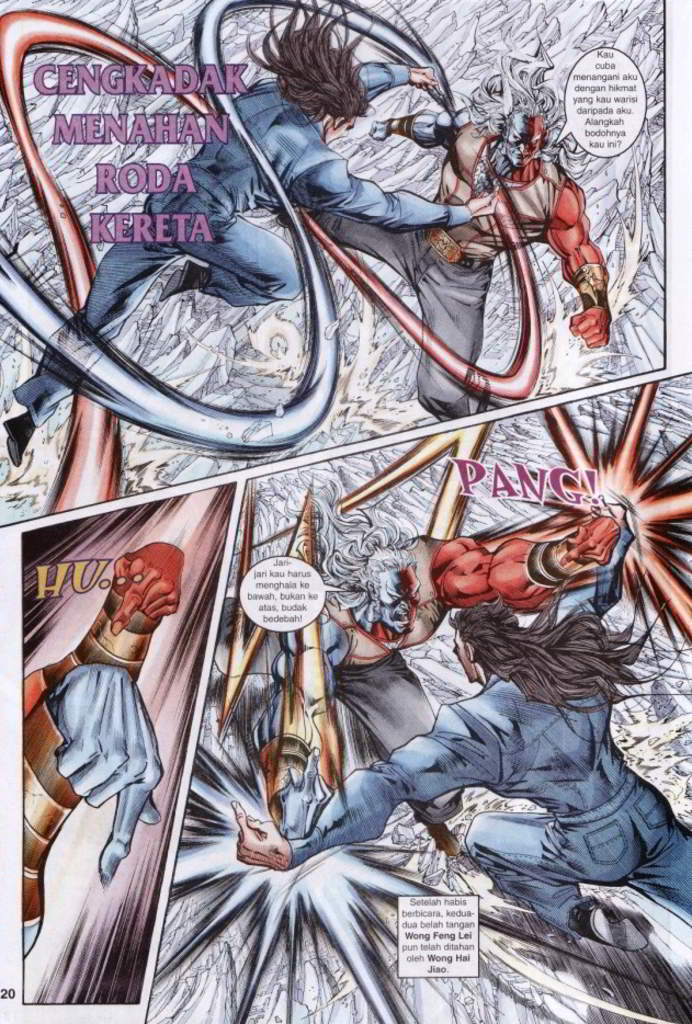 CENGKADAK
MENAHAN
RODA
KERETA
Kau
cuba
menangani aku
dengan hikmat
yang kau warisi
daripada aku.
Alangkah
bodohnya
kau ini?
PANG!
HU...
Jari-
jari kau harus
menghala ke
bawah, bukan ke
atas, budak
bedebah!
Setelah habis
berbicara, kedua-
dua belah tangan
Wong Feng Lei
pun telah ditahan
oleh Wong Hai
Jiao.
20